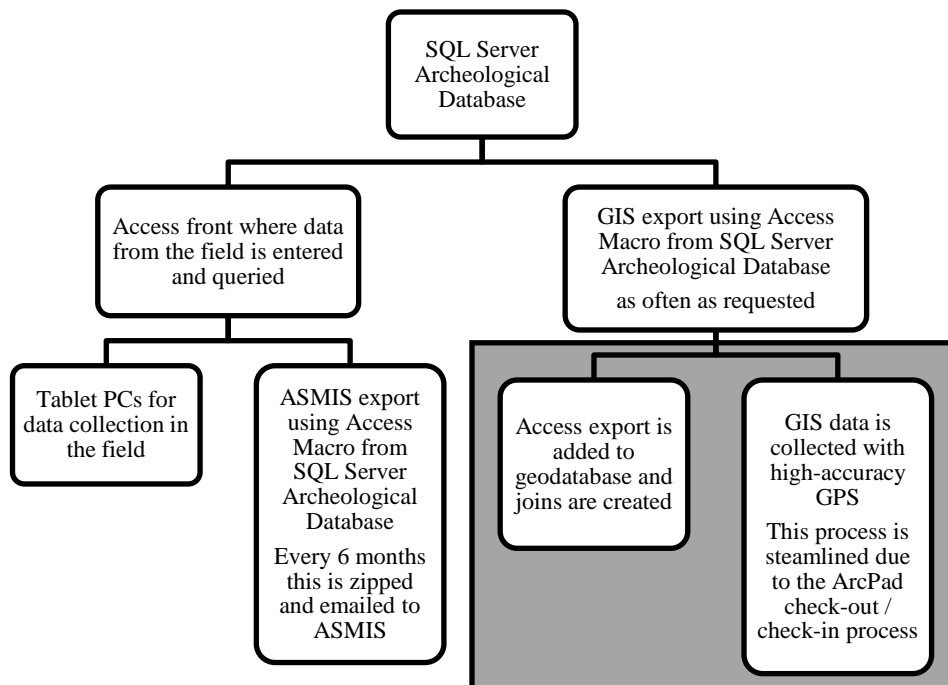 SQL Server
Archeological
Database
Access front where data
from the field is entered
and queried
GIS export using Access
Macro from SQL Server
Archeological Database
as often as requested
Tablet PCs for
data collection in
the field
ASMIS export
using Access
Macro from
SQL Server
Archeological
Database
Every 6 months
this is zipped
and emailed to
ASMIS
Access export is
added to
geodatabase and
joins are created
GIS data is
collected with
high-accuracy
GPS
This process is
steamlined due
to the ArcPad
check-out /
check-in process